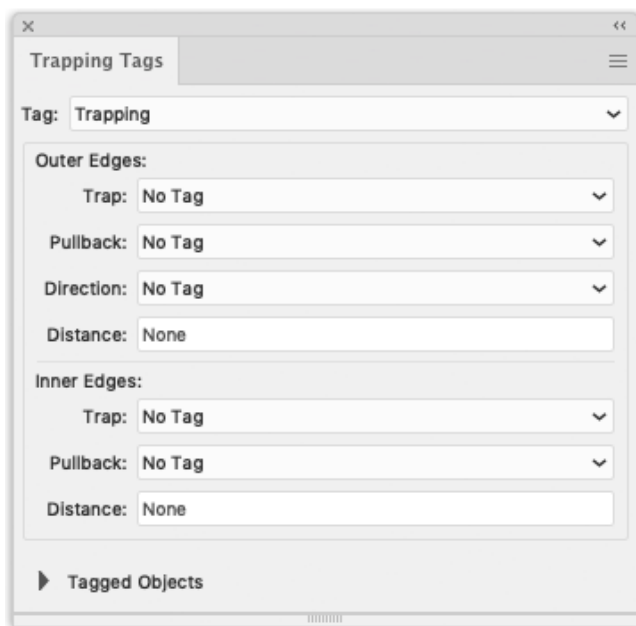 Trapping Tags
Tag: Trapping
Outer Edges:
Trap: No Tag
Pullback: No Tag
Direction: No Tag
Distance: None
Inner Edges:
Trap: No Tag
Pullback: No Tag
Distance: None
Tagged Objects